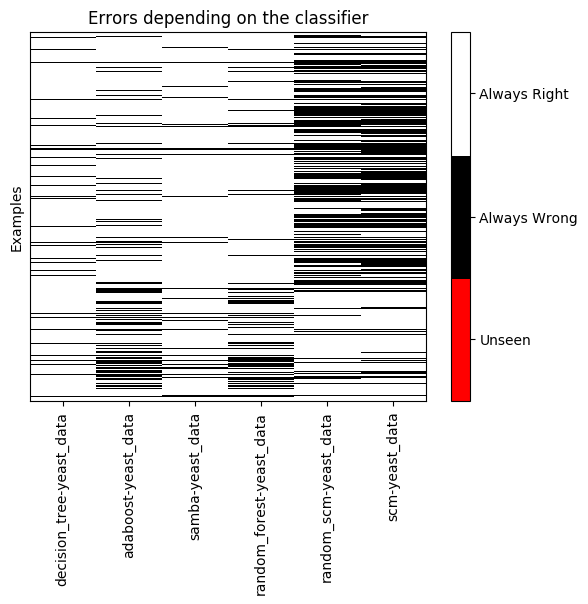 Errors depending on the classifier
Always Right
Always Wrong
Unseen
Examples
decision_tree-yeast_data
adaboost-yeast_data
samba-yeast_data
random_forest-yeast_data
random_scm-yeast_data
scm-yeast_data